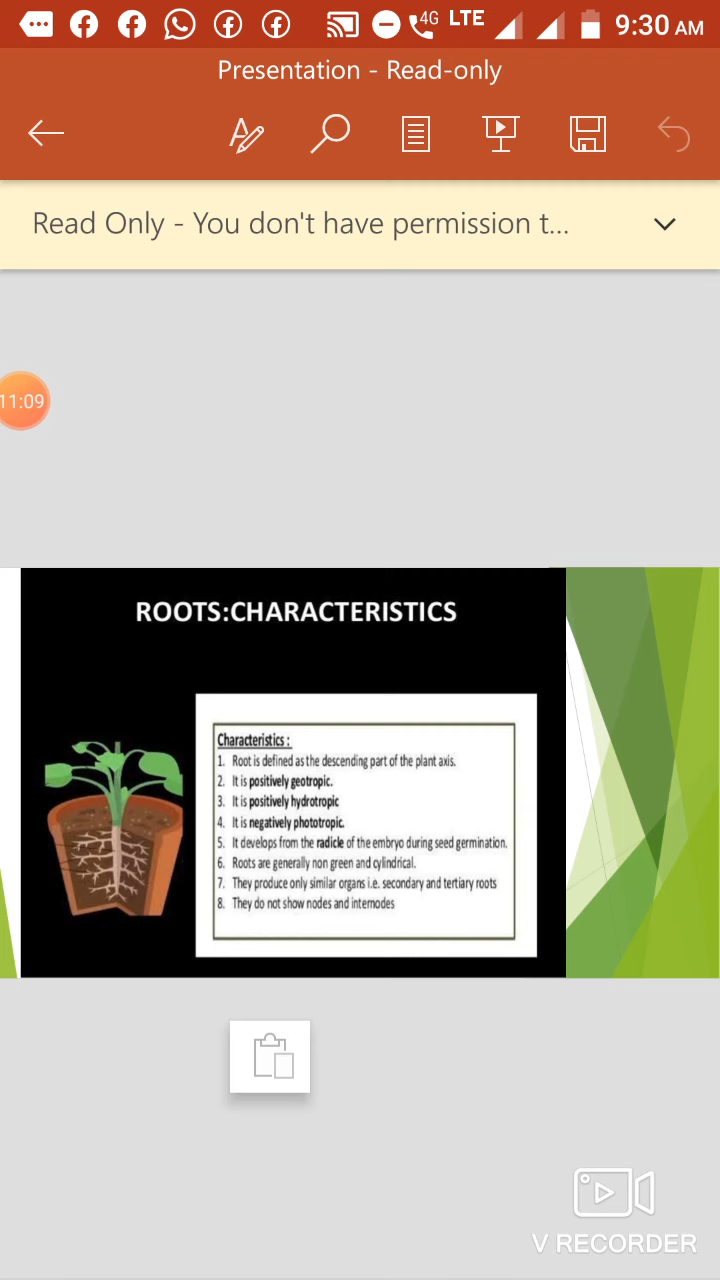 4G LTE 9:30 AM
Presentation - Read-only
Read Only - You don't have permission t...
11:09
ROOTS:CHARACTERISTICS
Characteristics :
1. Root is defined as the descending part of the plant axis.
2. It is positively geotropic.
3. It is positively hydrotropic
4. It is negatively phototropic.
5. It develops from the radicle of the embryo during seed germination.
6. Roots are generally non green and cylindrical.
7. They produce only similar organs i.e. secondary and tertiary roots
8. They do not show nodes and internodes
V RECORDER